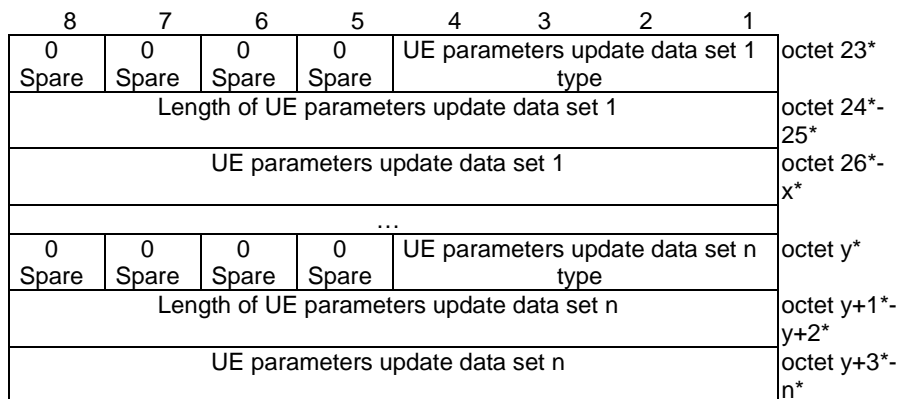 8 7 6 5 4 3 2 1
0 0 0 0 UE parameters update data set 1 octet 23*
Spare Spare Spare Spare type
Length of UE parameters update data set 1 octet 24*-
25*
UE parameters update data set 1 octet 26*-
x*
…
0 0 0 0 UE parameters update data set n octet y*
Spare Spare Spare Spare type
Length of UE parameters update data set n octet y+1*-
y+2*
UE parameters update data set n octet y+3*-
n*